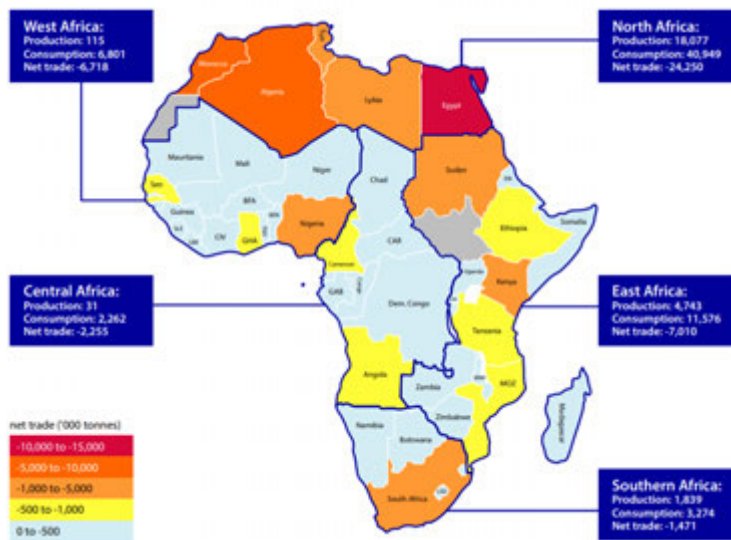 West Africa:
Production: 115
Consumption: 6,801
Net trade: -6,718
North Africa:
Production: 18,077
Consumption: 40,949
Net trade: -24,250
Morocco
Algeria
Lybia
Egypt
Mauritania
Mali
Niger
Chad
Sudan
Sen
BFA
Guinea
CIV
GHA
Nigeria
CAR
Ethiopia
Somalia
Cameroon
Central Africa:
Production: 31
Consumption: 2,262
Net trade: -2,255
GAB
Congo
Dem. Congo
Uganda
Kenya
East Africa:
Production: 4,743
Consumption: 11,576
Net trade: -7,010
Tanzania
Angola
Zambia
MOZ
Zimbabwe
Madagascar
Namibia
Botswana
South Africa
net trade ('000 tonnes)
-10,000 to -15,000
-5,000 to -10,000
-1,000 to -5,000
-500 to -1,000
0 to -500
Southern Africa:
Production: 1,839
Consumption: 3,274
Net trade: -1,471